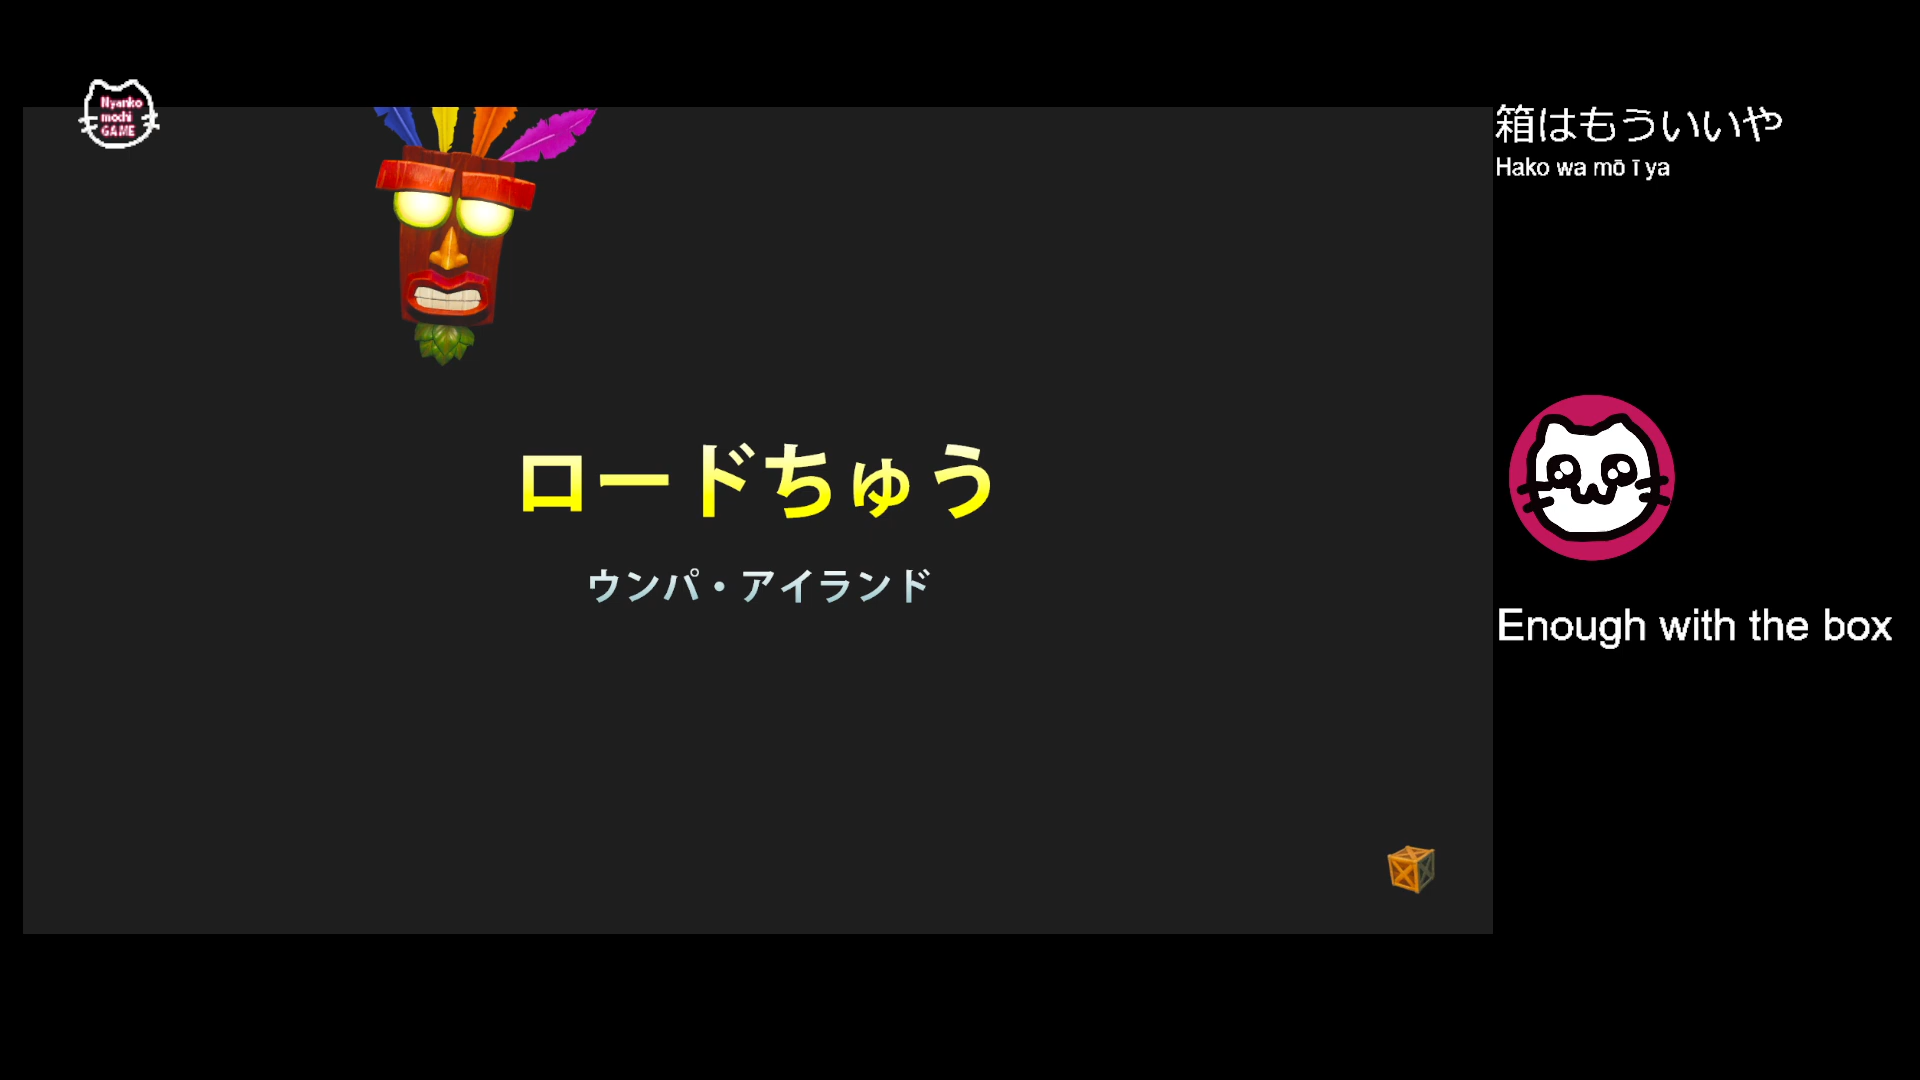 Nyanko
mochi
GAME
箱はもういいや
Hako wa mō ī ya
ロードちゅう
ウンパ・アイランド
Enough with the box